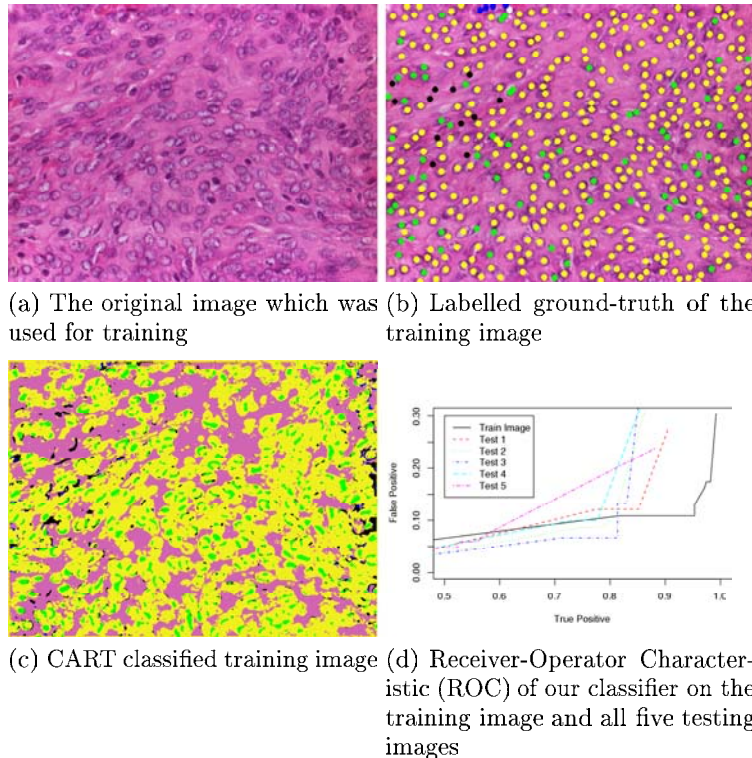 (a) The original image which was
used for training
(b) Labelled ground-truth of the
training image
(c) CART classified training image
(d) Receiver-Operator Character-
istic (ROC) of our classifier on the
training image and all five testing
images
False Positive
0.30
0.20
0.10
0.00
Train Image
Test 1
Test 2
Test 3
Test 4
Test 5
0.5 0.6 0.7 0.8 0.9 1.0
True Positive